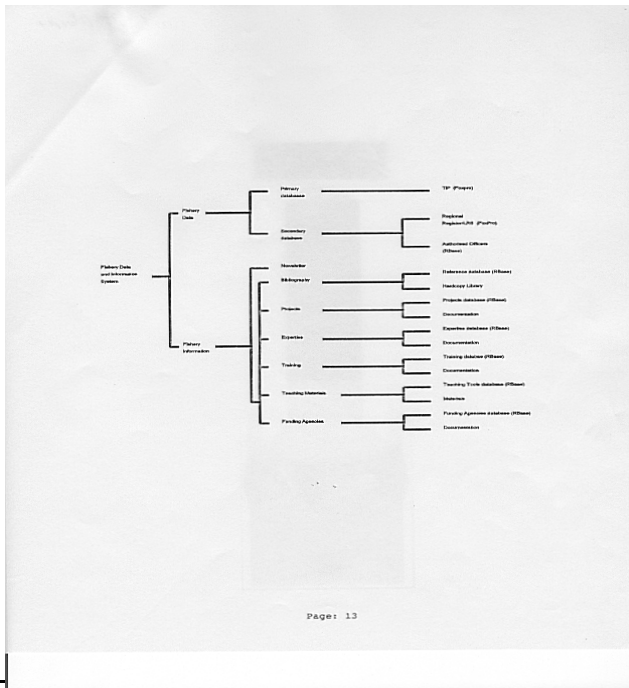 Primary
database
TIP (Foxpro)
Fishery
Data
Regional
Register/LRS (FoxPro)
Secondary
database
Authorised Officers
(RBase)
Fishery Data
and Information
System
Newsletter
Bibliography
Reference database (RBase)
Hardcopy Library
Projects
Projects database (RBase)
Documentation
Expertise
Expertise database (RBase)
Documentation
Fishery
Information
Training
Training database (RBase)
Documentation
Teaching Materials
Teaching Tools database (RBase)
Materials
Funding Agencies
Funding Agencies database (RBase)
Documentation
Page: 13